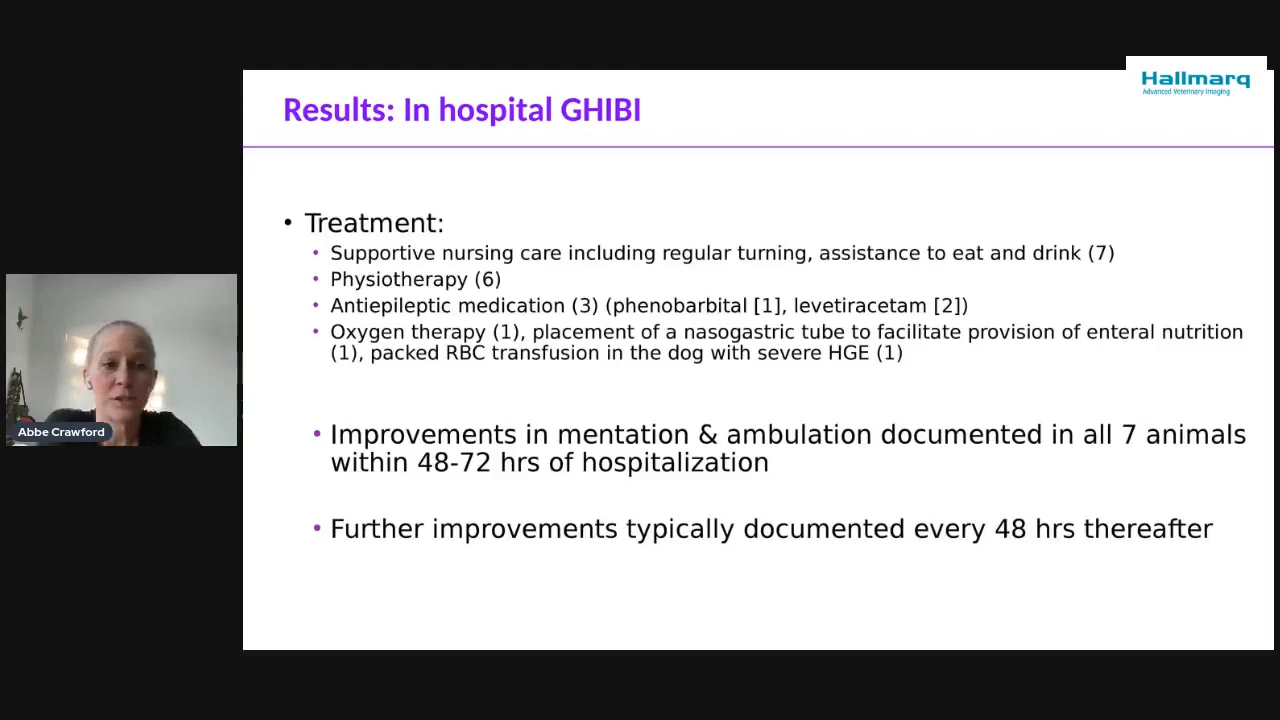 Hallmarq
Advanced Veterinary Imaging
Results: In hospital GHIBI
• Treatment:
• Supportive nursing care including regular turning, assistance to eat and drink (7)
• Physiotherapy (6)
• Antiepileptic medication (3) (phenobarbital [1], levetiracetam [2])
• Oxygen therapy (1), placement of a nasogastric tube to facilitate provision of enteral nutrition
(1), packed RBC transfusion in the dog with severe HGE (1)
• Improvements in mentation & ambulation documented in all 7 animals
within 48-72 hrs of hospitalization
• Further improvements typically documented every 48 hrs thereafter
Abbe Crawford